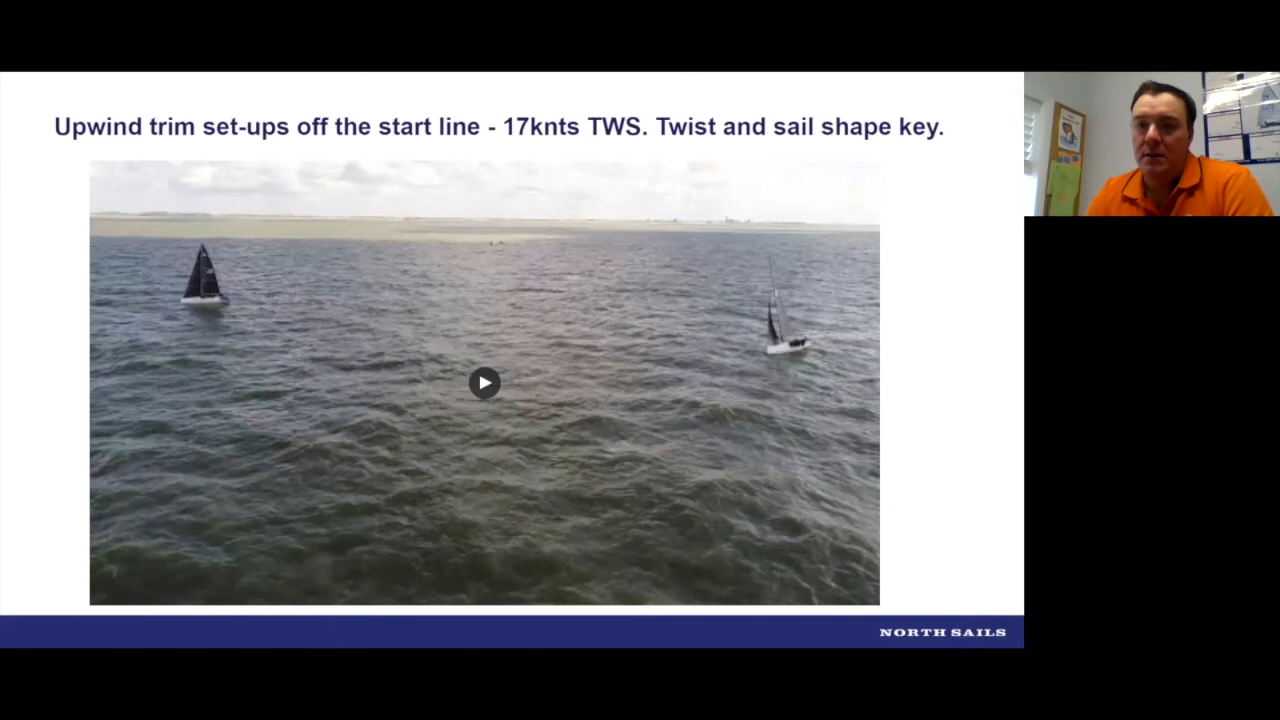 Upwind trim set-ups off the start line - 17knts TWS. Twist and sail shape key.
NORTH SAILS